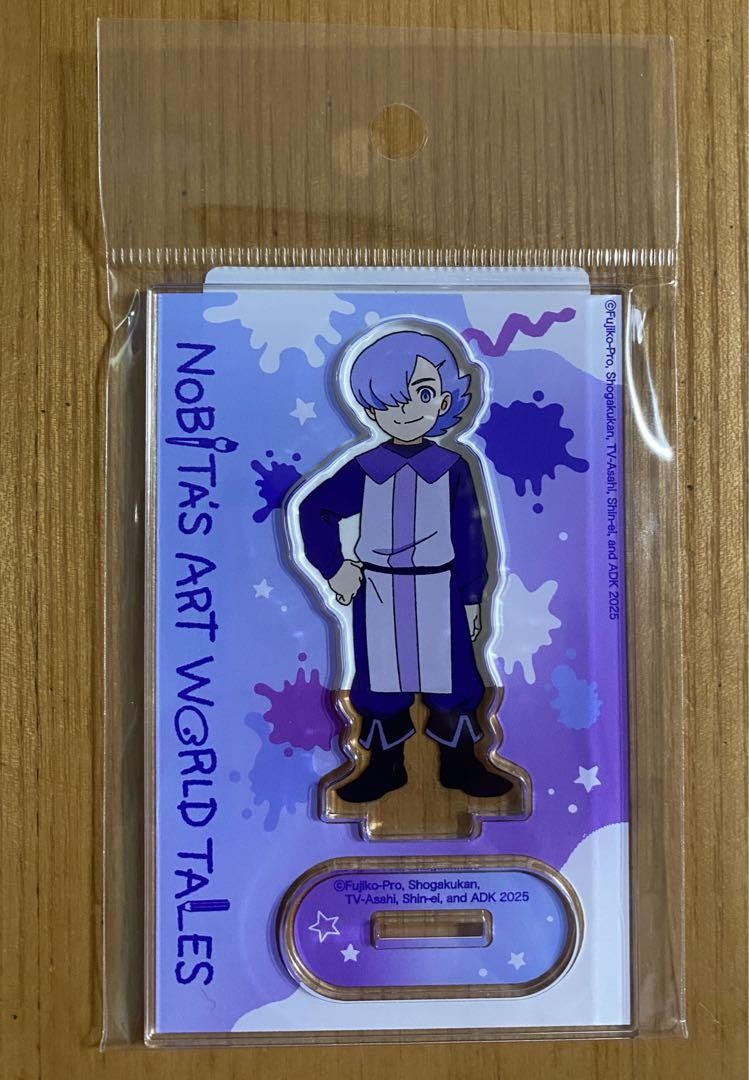 NOBITA'S ART WORLD TALES
©Fujiko-Pro, Shogakukan, TV-Asahi, Shin-ei, and ADK 2025
©Fujiko-Pro, Shogakukan,
TV-Asahi, Shin-ei, and ADK 2025